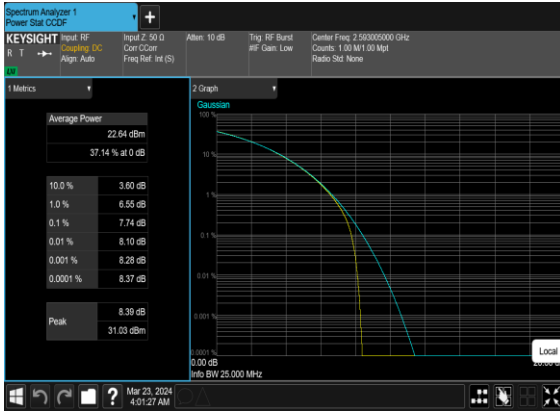 Spectrum Analyzer 1
Power Stat CCDF
+
KEYSIGHT
R T
LXI
Input: RF
Coupling: DC
Align: Auto
Input Z: 50 Ω
Corr CCorr
Freq Ref: Int (S)
Atten: 10 dB
Trig: RF Burst
#IF Gain: Low
Center Freq: 2.593005000 GHz
Counts: 1.00 M/1.00 Mpt
Radio Std: None
1 Metrics
Average Power
22.64 dBm
37.14 % at 0 dB
10.0 % 3.60 dB
1.0 % 6.55 dB
0.1 % 7.74 dB
0.01 % 8.10 dB
0.001 % 8.28 dB
0.0001 % 8.37 dB
Peak
8.39 dB
31.03 dBm
2 Graph
Gaussian
100 %
10 %
1 %
0.1 %
0.01 %
0.001 %
0.0001 %
0.00 dB
Info BW 25.000 MHz
Local
?
Mar 23, 2024
4:01:27 AM